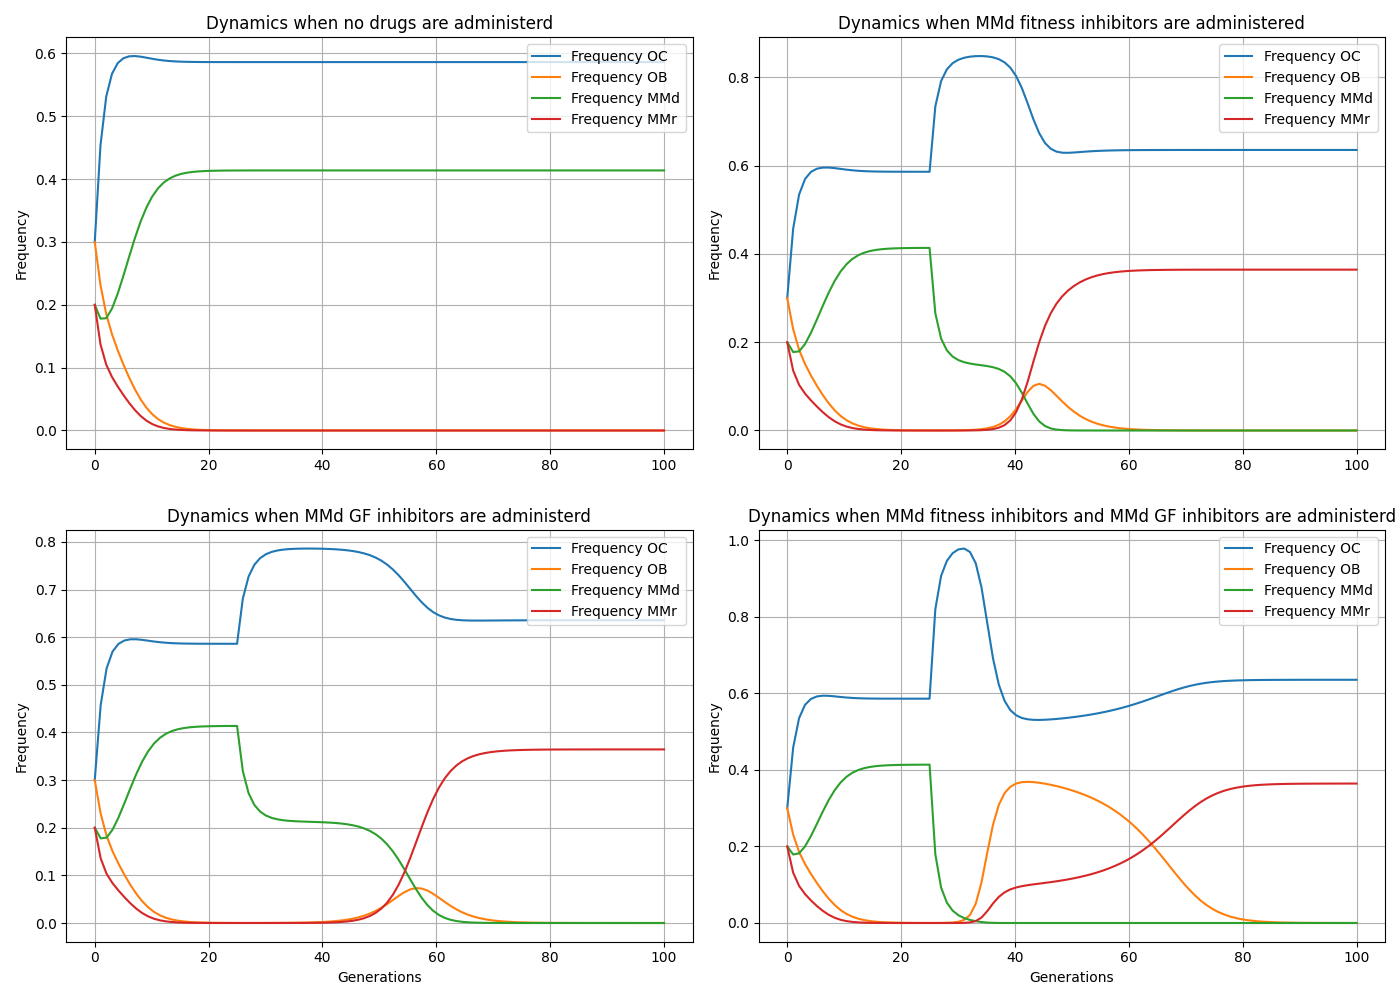 Dynamics when no drugs are administerd
Frequency
0.6
0.5
0.4
0.3
0.2
0.1
0.0
0 20 40 60 80 100
Frequency OC
Frequency OB
Frequency MMd
Frequency MMr
Dynamics when MMd fitness inhibitors are administered
Frequency
0.8
0.6
0.4
0.2
0.0
0 20 40 60 80 100
Frequency OC
Frequency OB
Frequency MMd
Frequency MMr
Dynamics when MMd GF inhibitors are administerd
Frequency
0.8
0.7
0.6
0.5
0.4
0.3
0.2
0.1
0.0
0 20 40 60 80 100
Generations
Frequency OC
Frequency OB
Frequency MMd
Frequency MMr
Dynamics when MMd fitness inhibitors and MMd GF inhibitors are administerd
Frequency
1.0
0.8
0.6
0.4
0.2
0.0
0 20 40 60 80 100
Generations
Frequency OC
Frequency OB
Frequency MMd
Frequency MMr